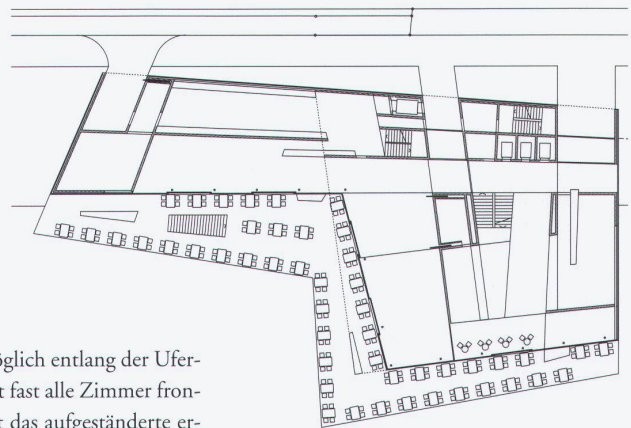 öglich entlang der Ufer-
t fast alle Zimmer fron-
t das aufgeständerte er-